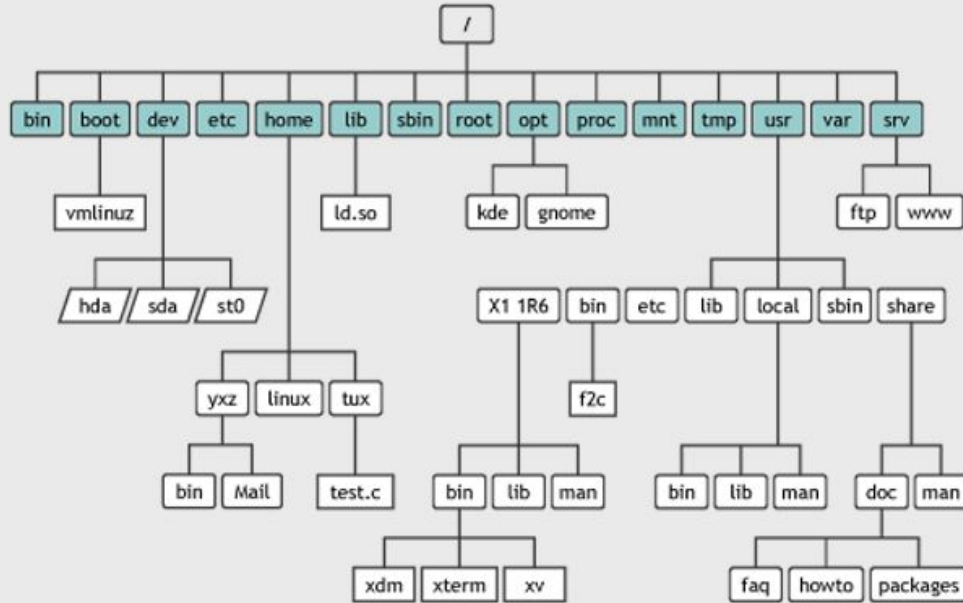 /
bin boot dev etc home lib sbin root opt proc mnt tmp usr var srv
vmlinuz ld.so kde gnome ftp www
hda sda st0 X1 1R6 bin etc lib local sbin share
yxz linux tux f2c
bin Mail test.c bin lib man bin lib man doc man
xdm xterm xv faq howto packages